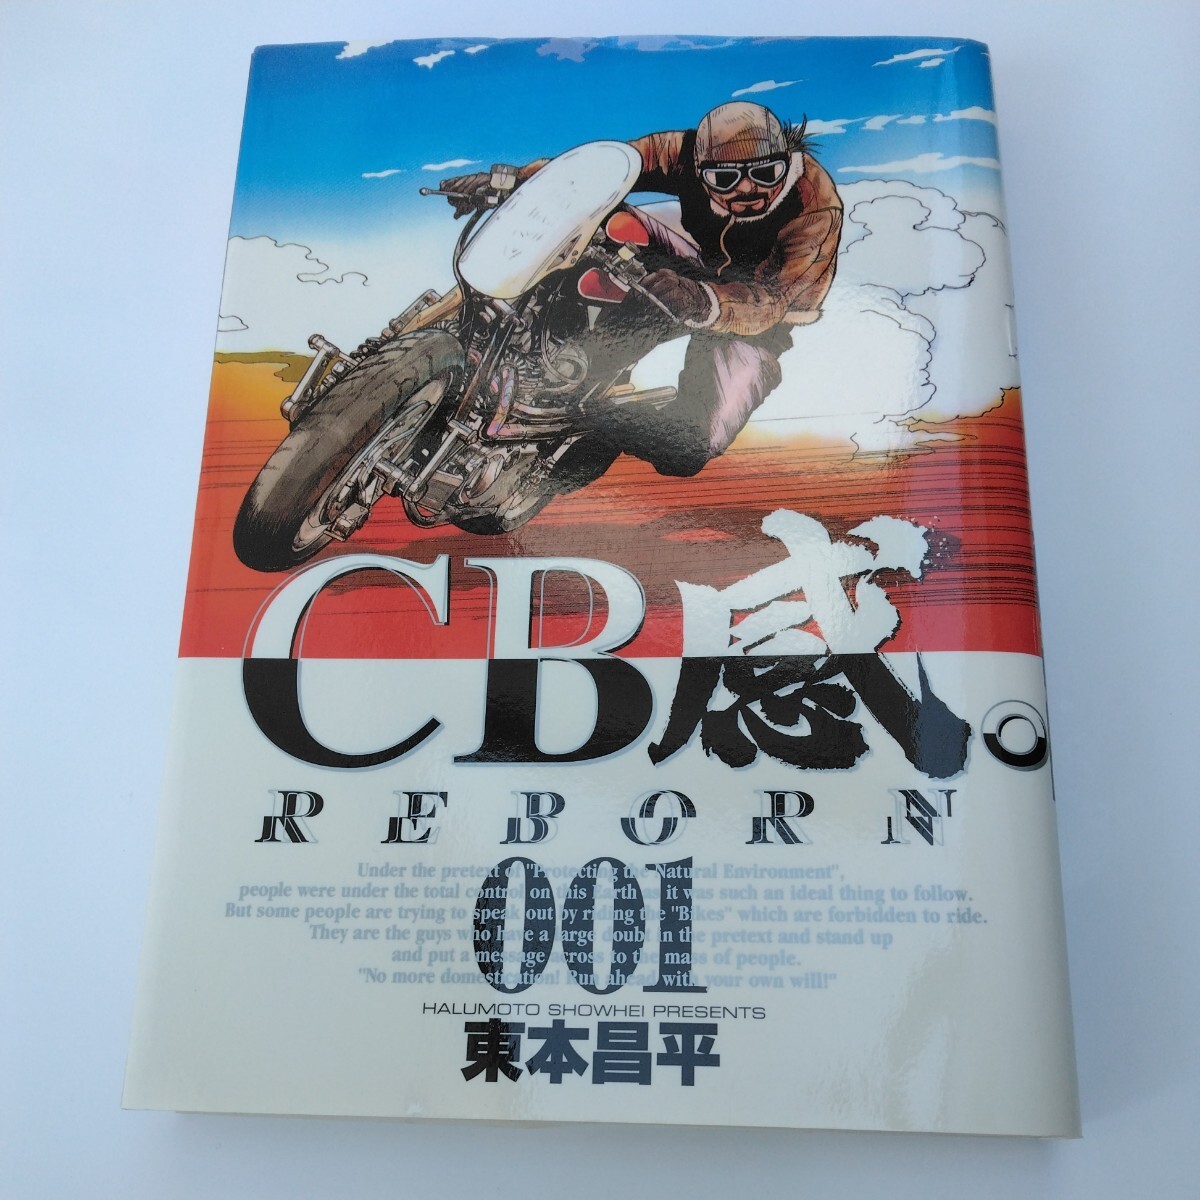 CB感。
REBORN
001
Under the pretext of "Protecting the Natural Environment",
people were under the total control on this Earth as it was such an ideal thing to follow.
But some people are trying to speak out by riding the "Bikes" which are forbidden to ride.
They are the guys who have a large doubt in the pretext and stand up
and put a message across to the mass of people.
"No more domestication! Run ahead with your own will!"
HALUMOTO SHOWHEI PRESENTS
東本昌平